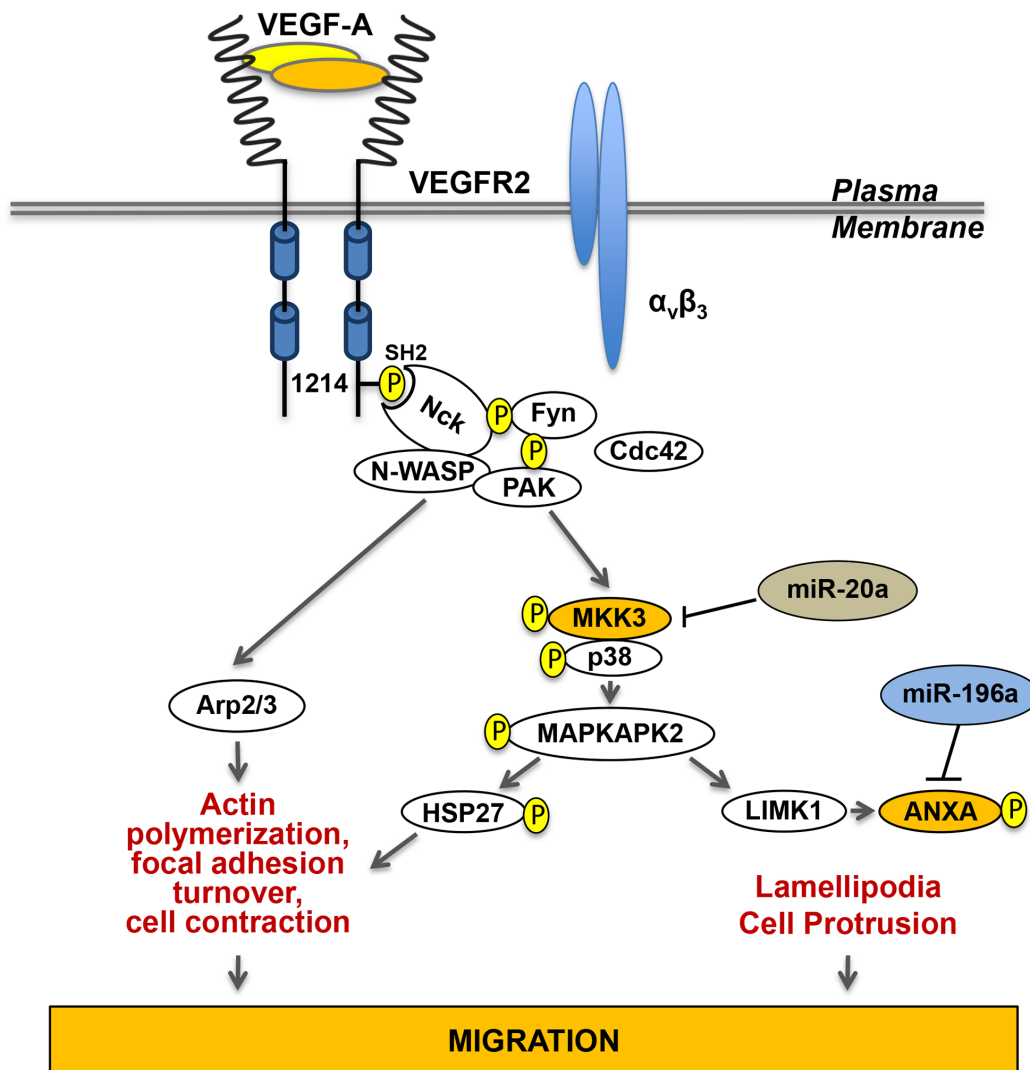 VEGF-A
VEGFR2
Plasma
Membrane
αvβ3
SH2
1214
P
Nck
P
Fyn
P
Cdc42
N-WASP
PAK
miR-20a
P
MKK3
P
p38
miR-196a
Arp2/3
P
MAPKAPK2
HSP27
P
LIMK1
ANXA
P
Actin
polymerization,
focal adhesion
turnover,
cell contraction
Lamellipodia
Cell Protrusion
MIGRATION